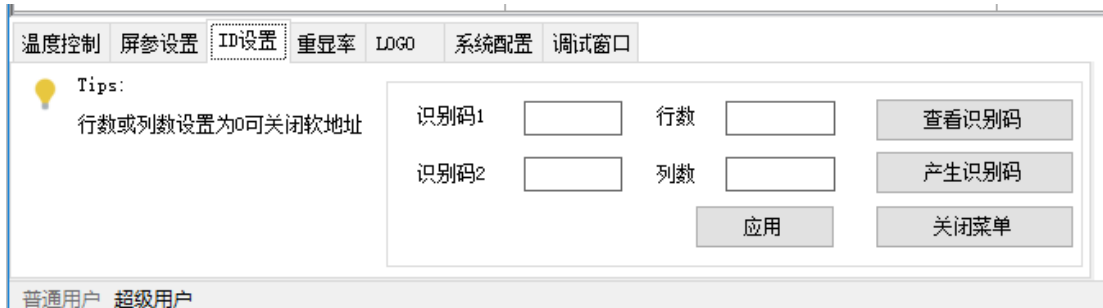 温度控制 屏参设置 ID设置 重显率 LOGO 系统配置 调试窗口
Tips:
行数或列数设置为0可关闭软地址
识别码1 行数 查看识别码
识别码2 列数 产生识别码
应用 关闭菜单
普通用户 超级用户